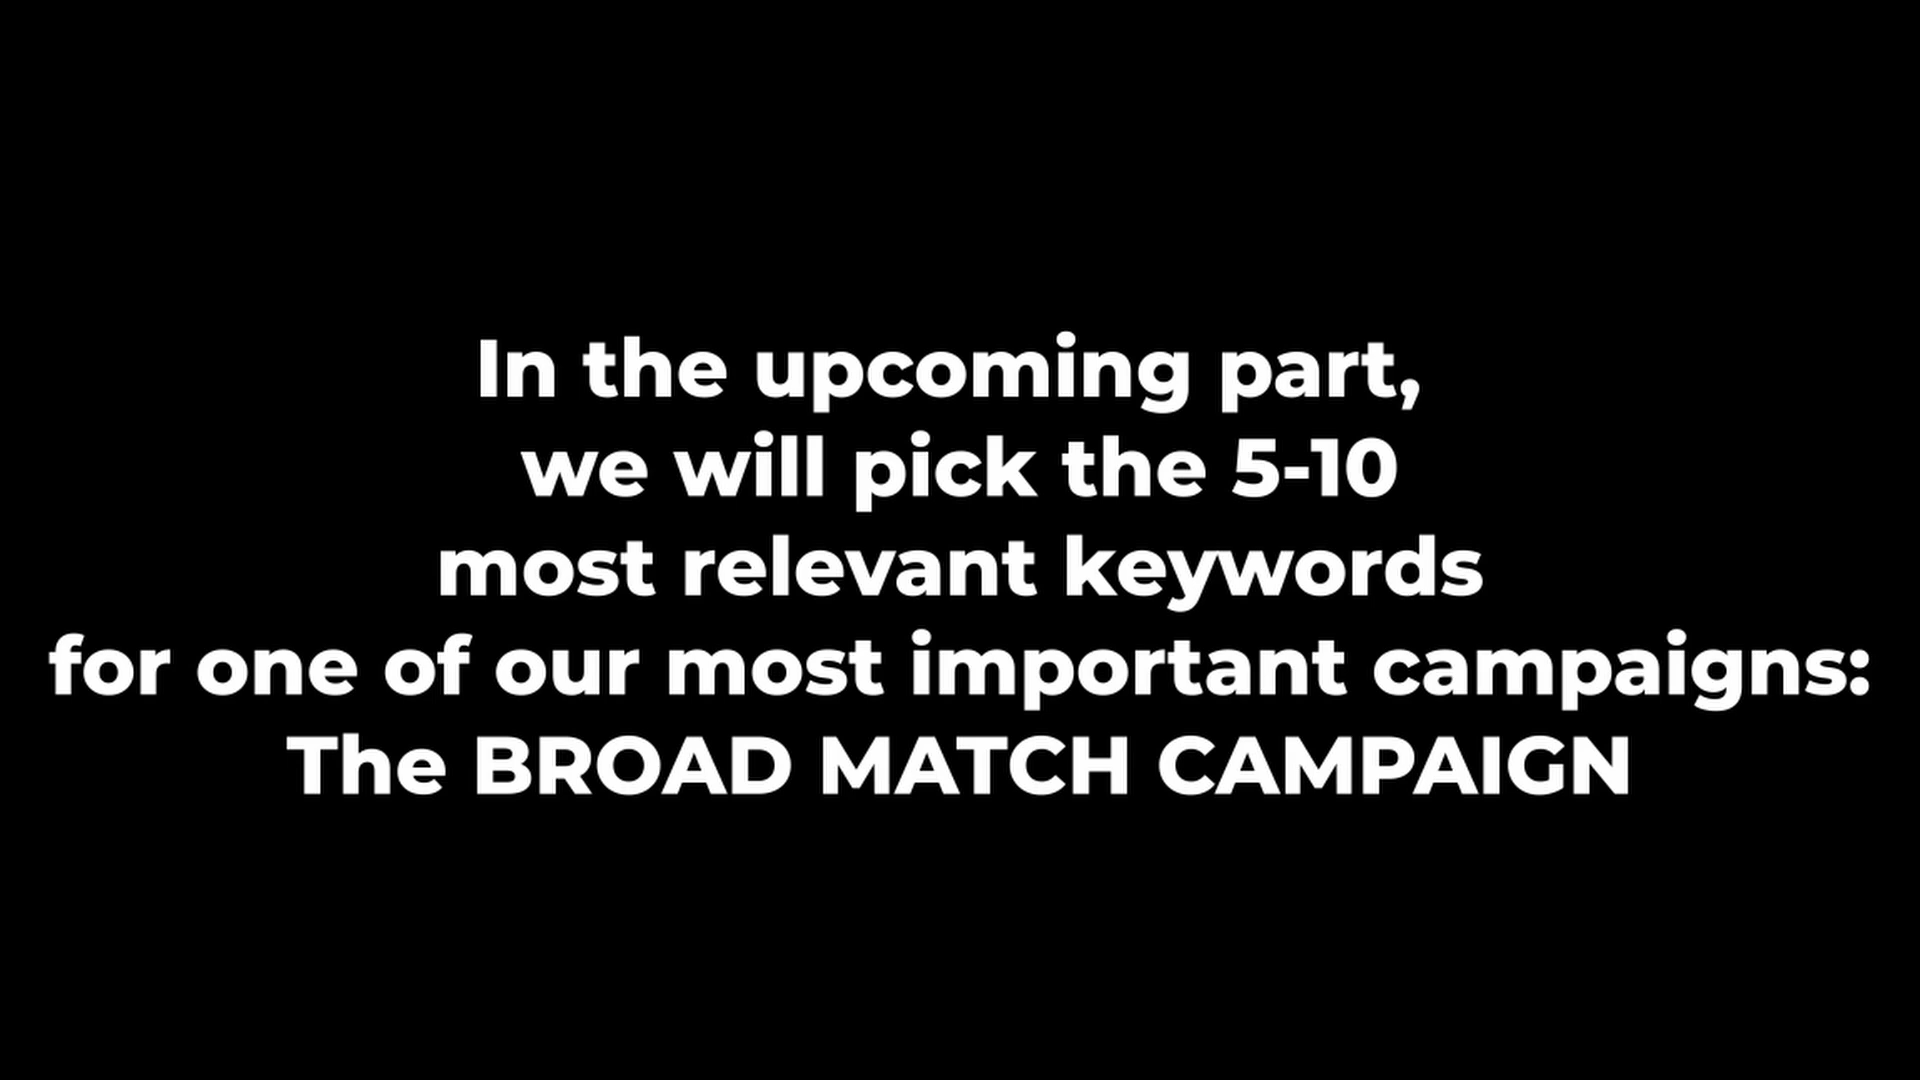 In the upcoming part,
we will pick the 5-10
most relevant keywords
for one of our most important campaigns:
The BROAD MATCH CAMPAIGN